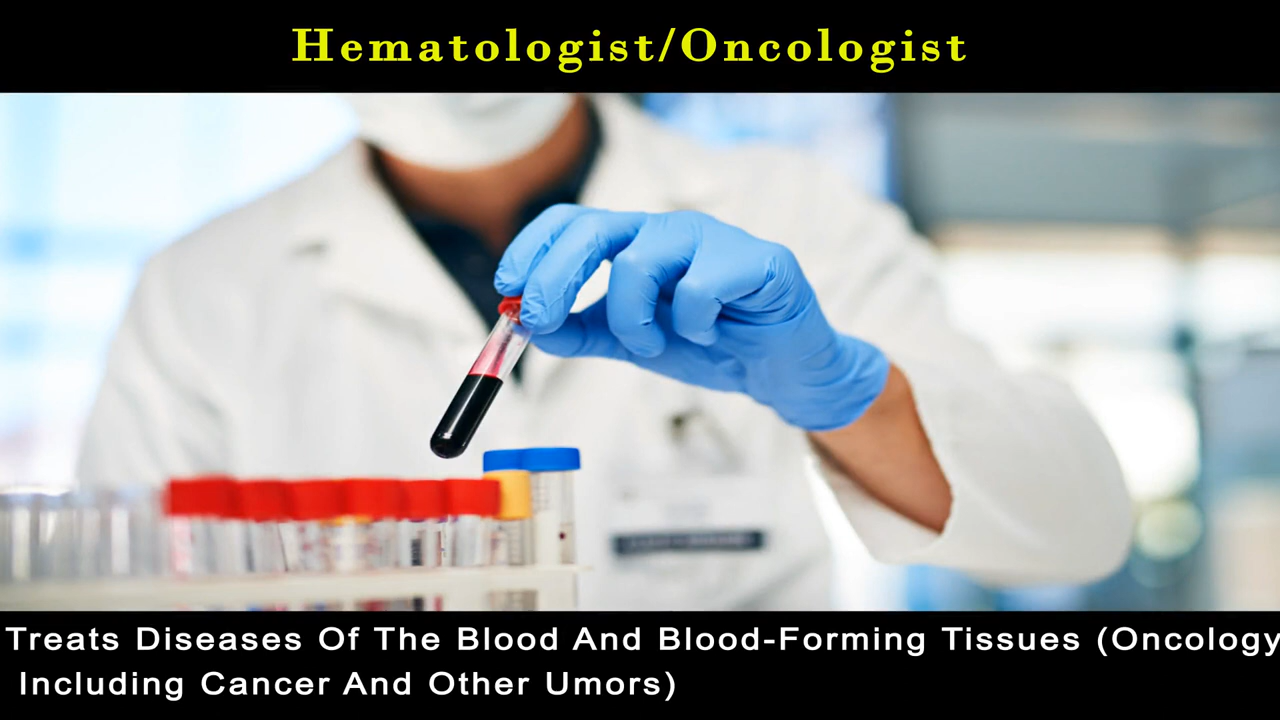 Hematologist/Oncologist
Treats Diseases Of The Blood And Blood-Forming Tissues (Oncology
Including Cancer And Other Umors)